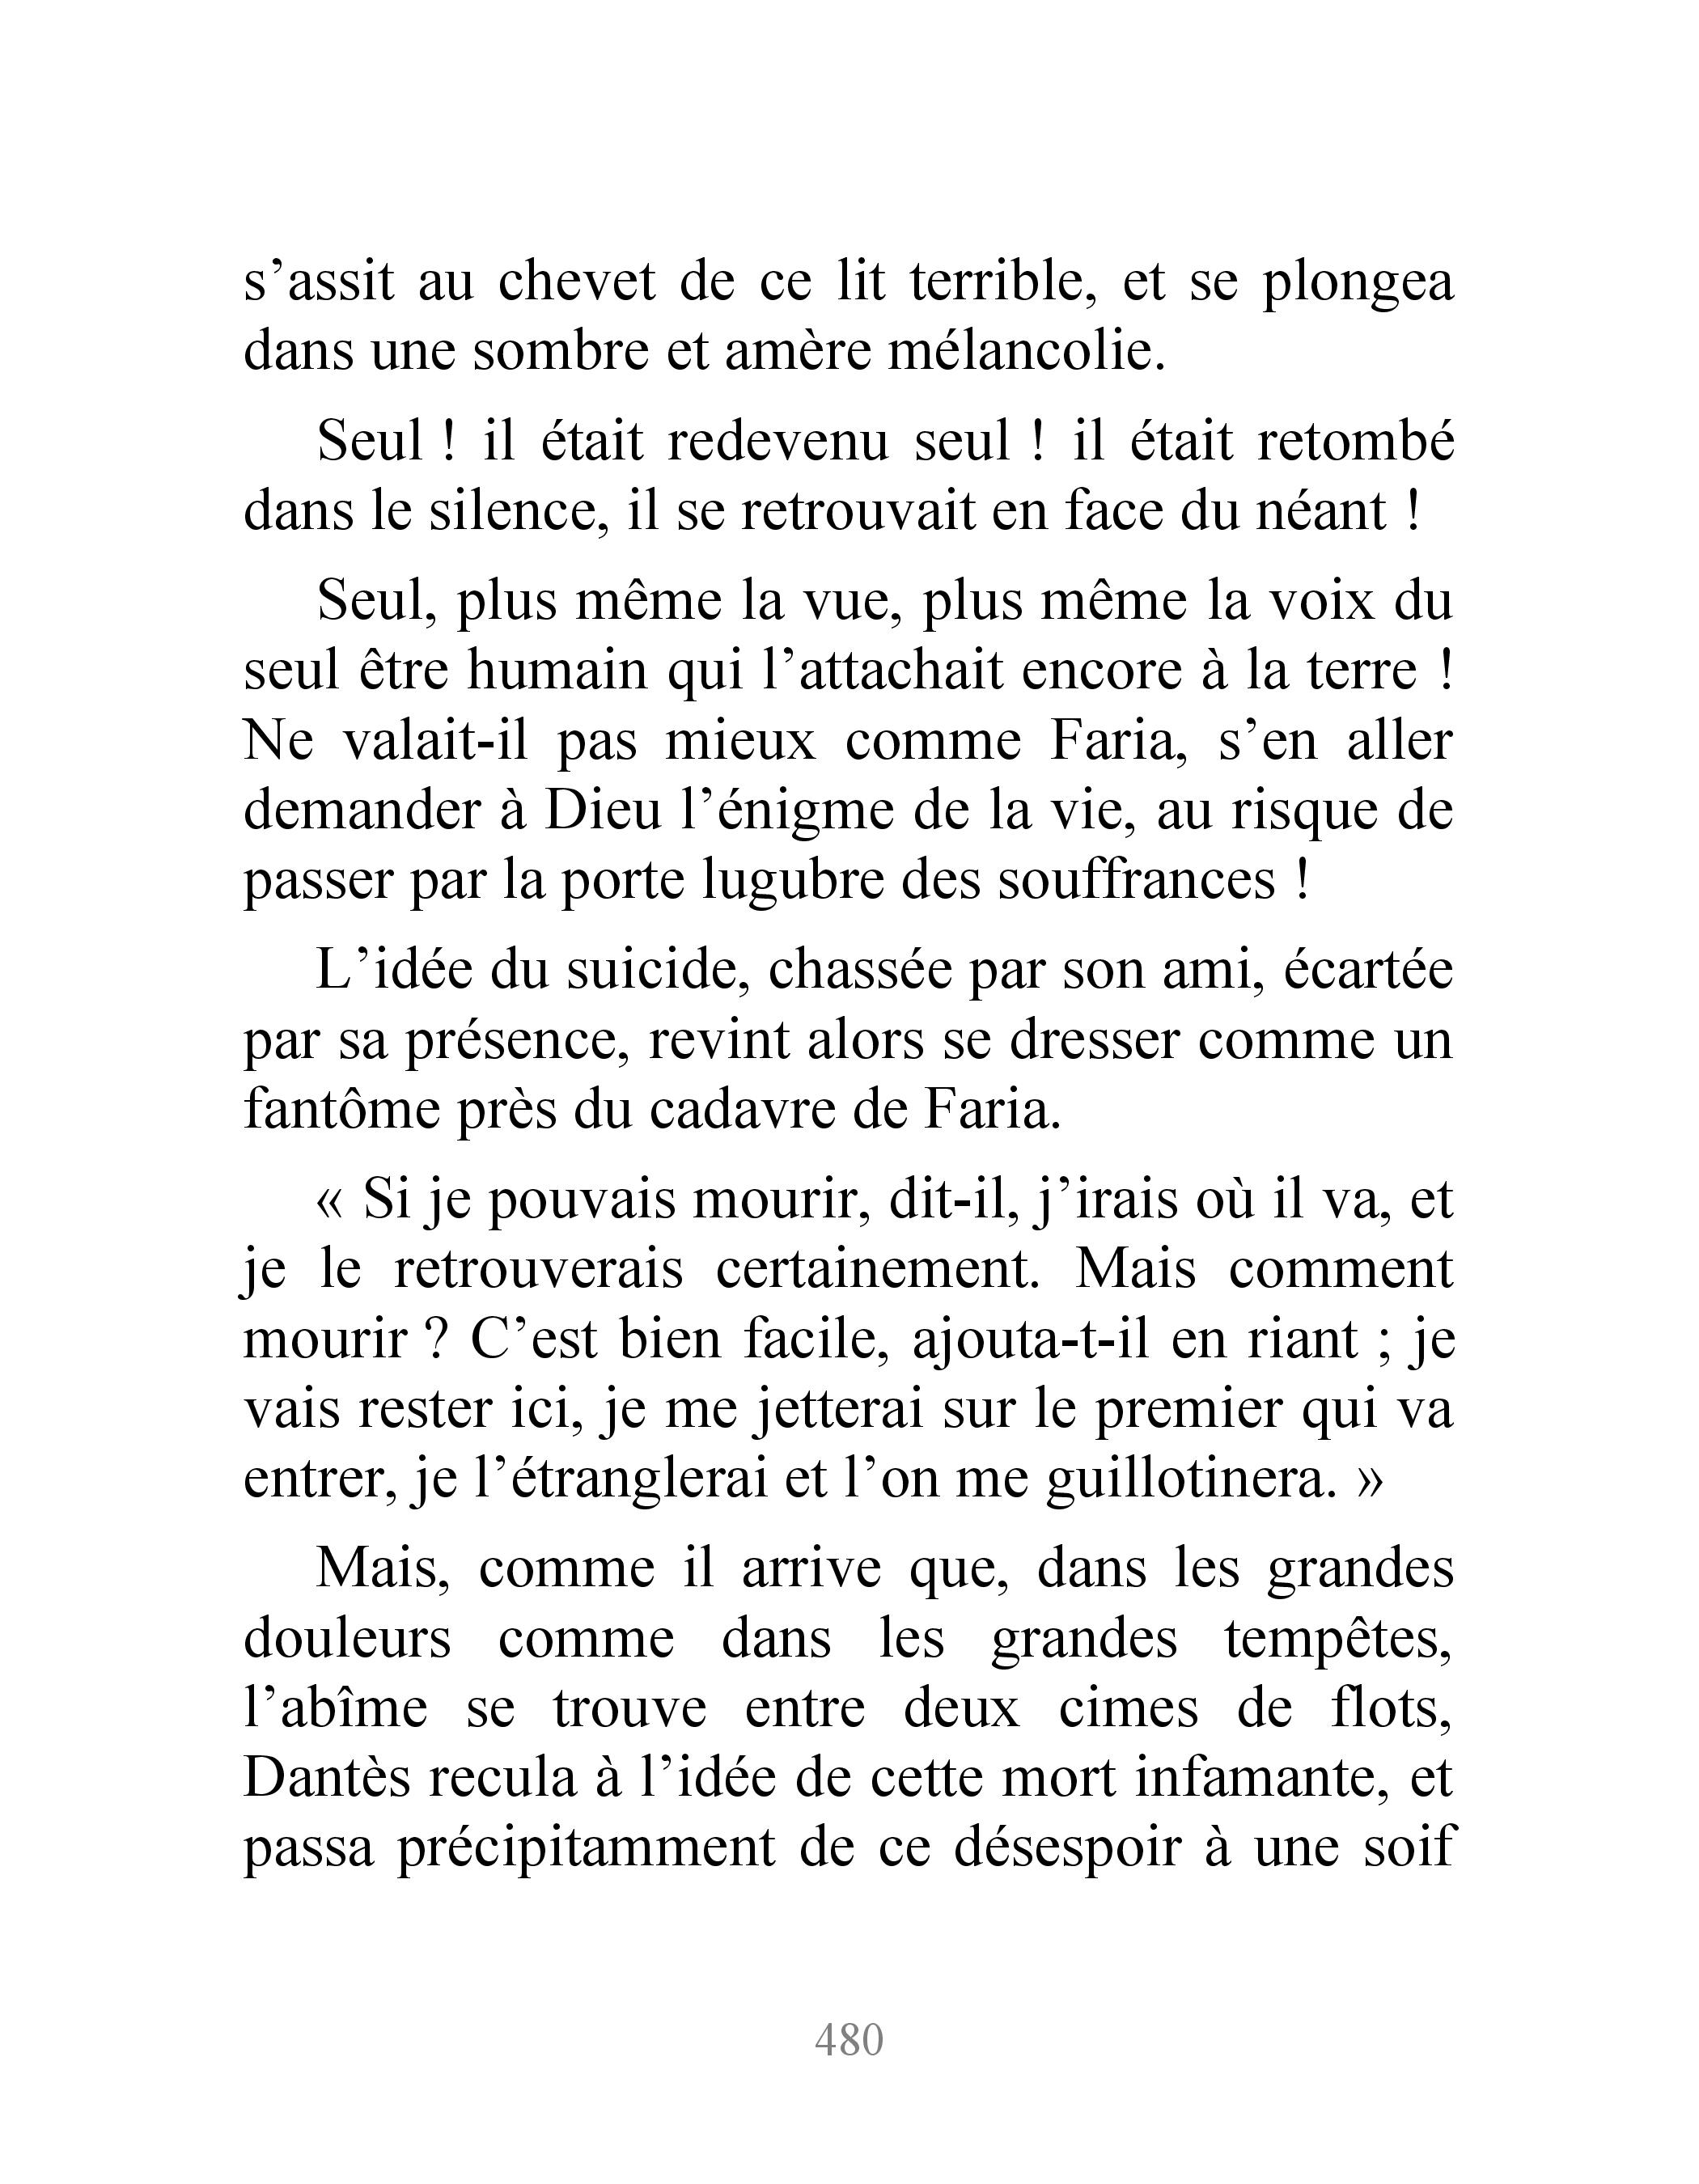 s’assit au chevet de ce lit terrible, et se plongea
dans une sombre et amère mélancolie.
Seul ! il était redevenu seul ! il était retombé
dans le silence, il se retrouvait en face du néant !
Seul, plus même la vue, plus même la voix du
seul être humain qui l’attachait encore à la terre !
Ne valait-il pas mieux comme Faria, s’en aller
demander à Dieu l’énigme de la vie, au risque de
passer par la porte lugubre des souffrances !
L’idée du suicide, chassée par son ami, écartée
par sa présence, revint alors se dresser comme un
fantôme près du cadavre de Faria.
« Si je pouvais mourir, dit-il, j’irais où il va, et
je le retrouverais certainement. Mais comment
mourir ? C’est bien facile, ajouta-t-il en riant ; je
vais rester ici, je me jetterai sur le premier qui va
entrer, je l’étranglerai et l’on me guillotinera. »
Mais, comme il arrive que, dans les grandes
douleurs comme dans les grandes tempêtes,
l’abîme se trouve entre deux cimes de flots,
Dantès recula à l’idée de cette mort infamante, et
passa précipitamment de ce désespoir à une soif
480